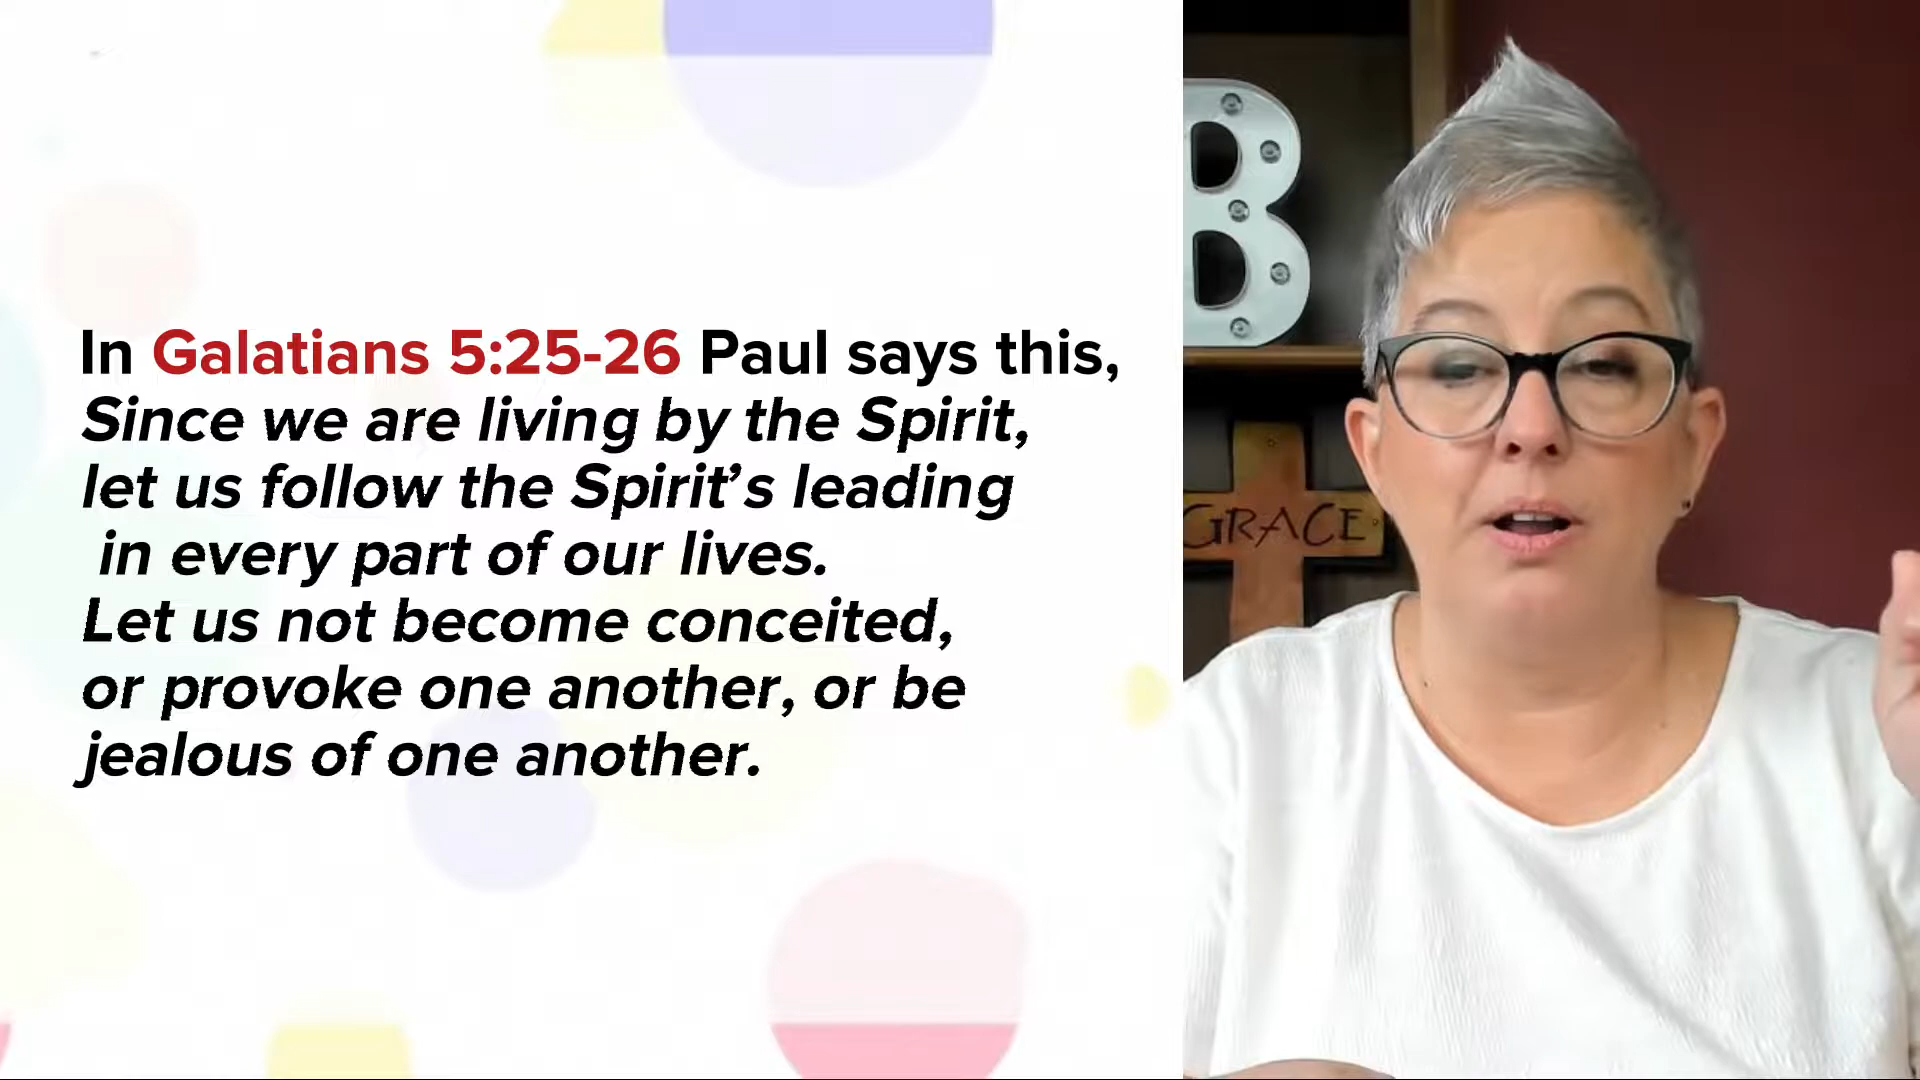 In Galatians 5:25-26 Paul says this,
Since we are living by the Spirit,
let us follow the Spirit’s leading
in every part of our lives.
Let us not become conceited,
or provoke one another, or be
jealous of one another.
B
GRACE